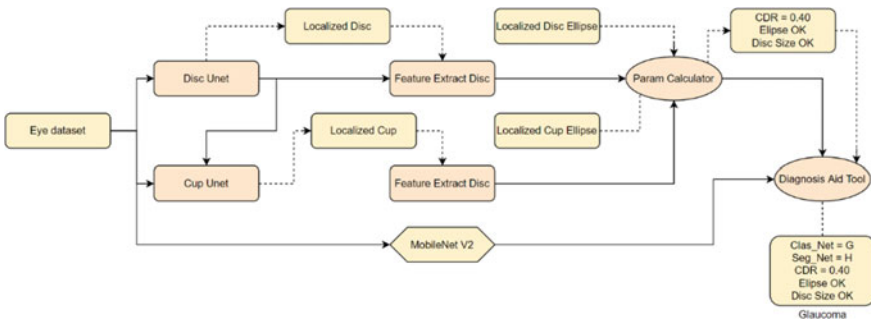 Localized Disc
Localized Disc Ellipse
CDR = 0.40
Elipse OK
Disc Size OK
Disc Unet
Feature Extract Disc
Param Calculator
Eye dataset
Localized Cup
Localized Cup Ellipse
Cup Unet
Feature Extract Disc
Diagnosis Aid Tool
MobileNet V2
Clas_Net = G
Seg_Net = H
CDR = 0.40
Elipse OK
Disc Size OK
Glaucoma